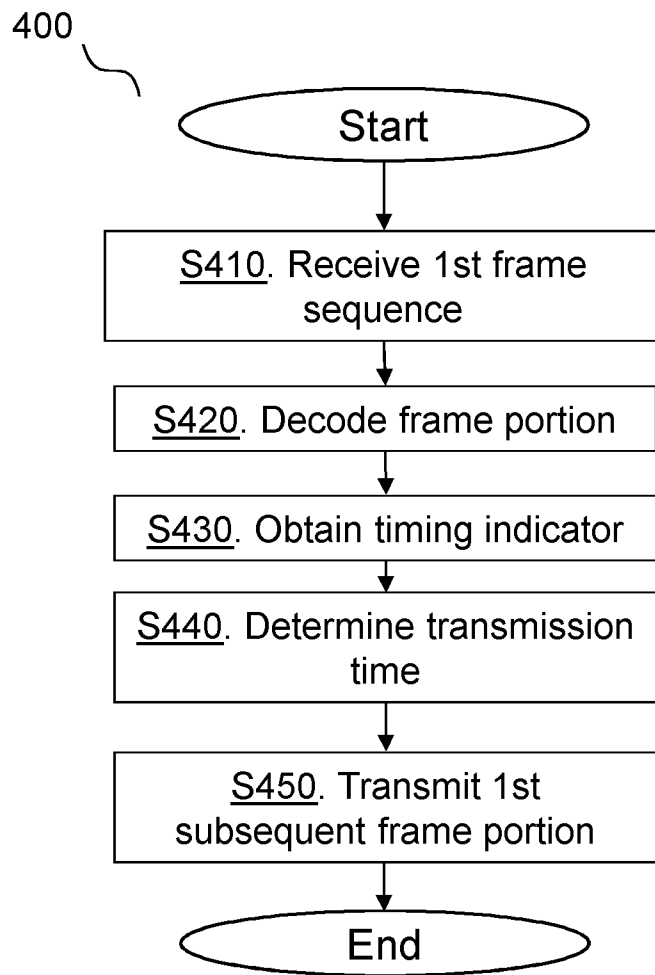 400
Start
S410. Receive 1st frame
sequence
S420. Decode frame portion
S430. Obtain timing indicator
S440. Determine transmission
time
S450. Transmit 1st
subsequent frame portion
End